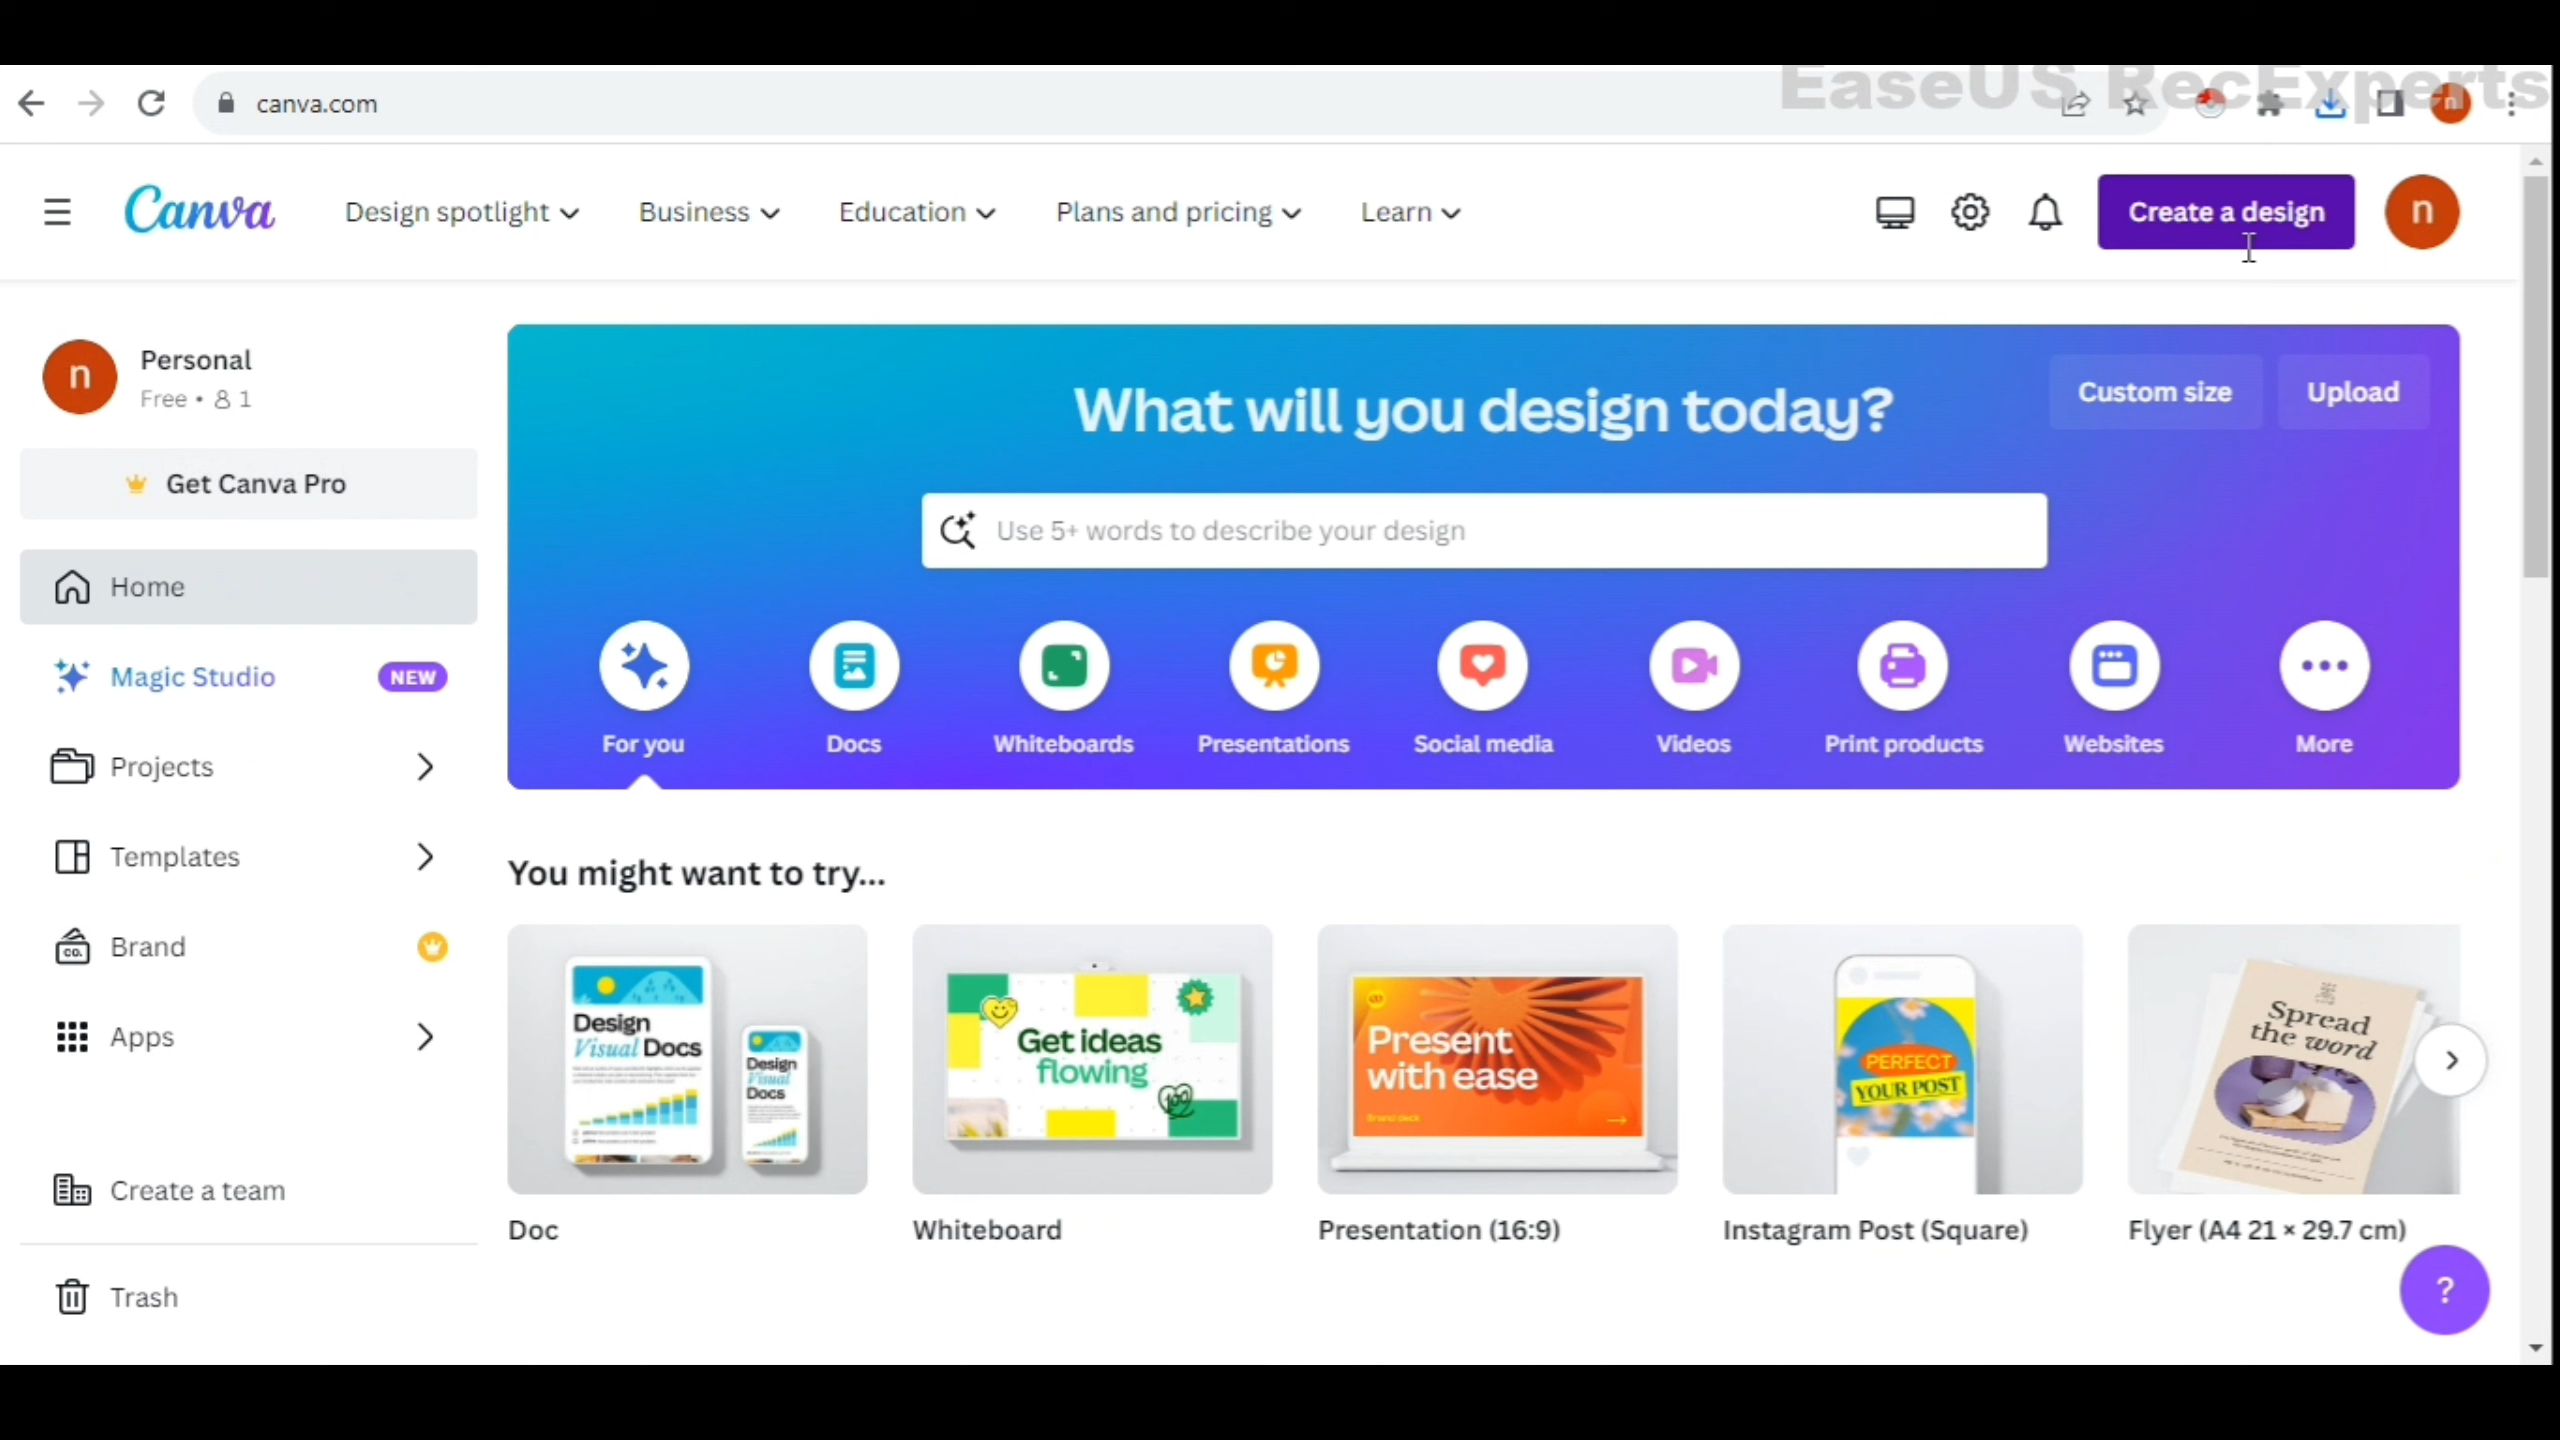 EaseUS RecExperts
canva.com
n
Canva
Design spotlight
Business
Education
Plans and pricing
Learn
Create a design
n
n
Personal
Free • 1
Get Canva Pro
Home
Magic Studio NEW
Projects
Templates
Brand
CO.
Apps
Create a team
Trash
What will you design today?
Custom size
Upload
Use 5+ words to describe your design
For you
Docs
Whiteboards
Presentations
Social media
Videos
Print products
Websites
More
You might want to try...
Design
Visual Docs
Design
Visual
Docs
Get ideas
flowing
100
Present
with ease
Brand deck
PERFECT
YOUR POST
Spread
the word
Doc
Whiteboard
Presentation (16:9)
Instagram Post (Square)
Flyer (A4 21 × 29.7 cm)
?